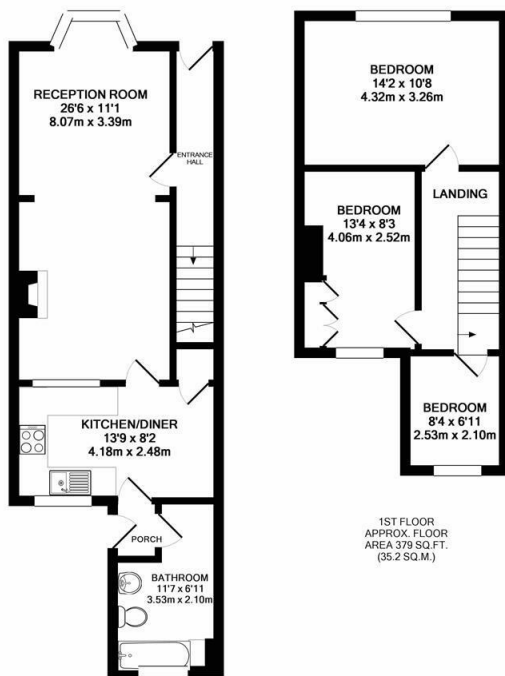 RECEPTION ROOM
26'6 x 11'1
8.07m x 3.39m
ENTRANCE
HALL
KITCHEN/DINER
13'9 x 8'2
4.18m x 2.48m
PORCH
BATHROOM
11'7 x 6'11
3.53m x 2.10m
BEDROOM
14'2 x 10'8
4.32m x 3.26m
BEDROOM
13'4 x 8'3
4.06m x 2.52m
LANDING
BEDROOM
8'4 x 6'11
2.53m x 2.10m
1ST FLOOR
APPROX. FLOOR
AREA 379 SQ.FT.
(35.2 SQ.M.)